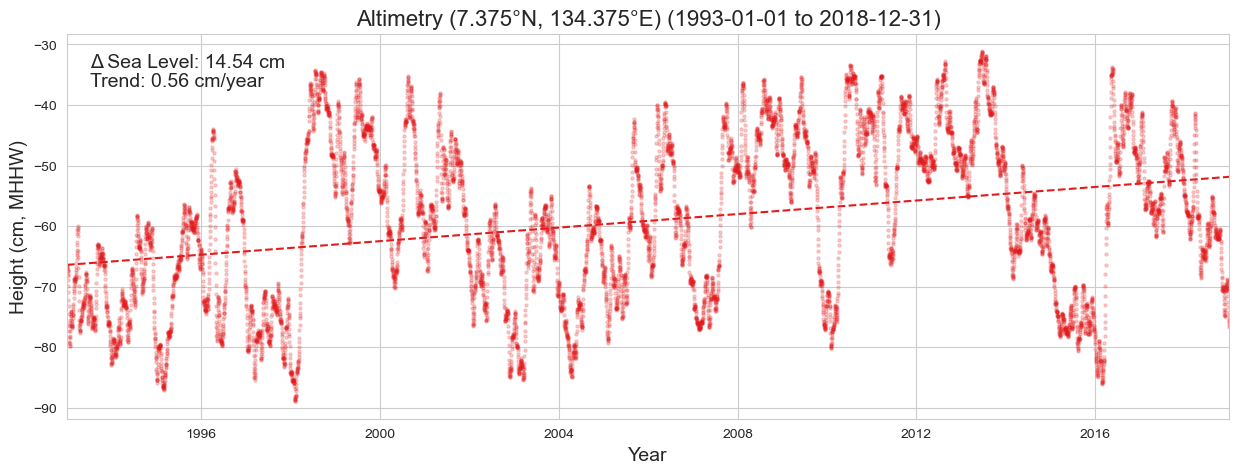 Altimetry (7.375°N, 134.375°E) (1993-01-01 to 2018-12-31)
Δ Sea Level: 14.54 cm
Trend: 0.56 cm/year
Height (cm, MHHW)
−30
−40
−50
−60
−70
−80
−90
1996 2000 2004 2008 2012 2016
Year